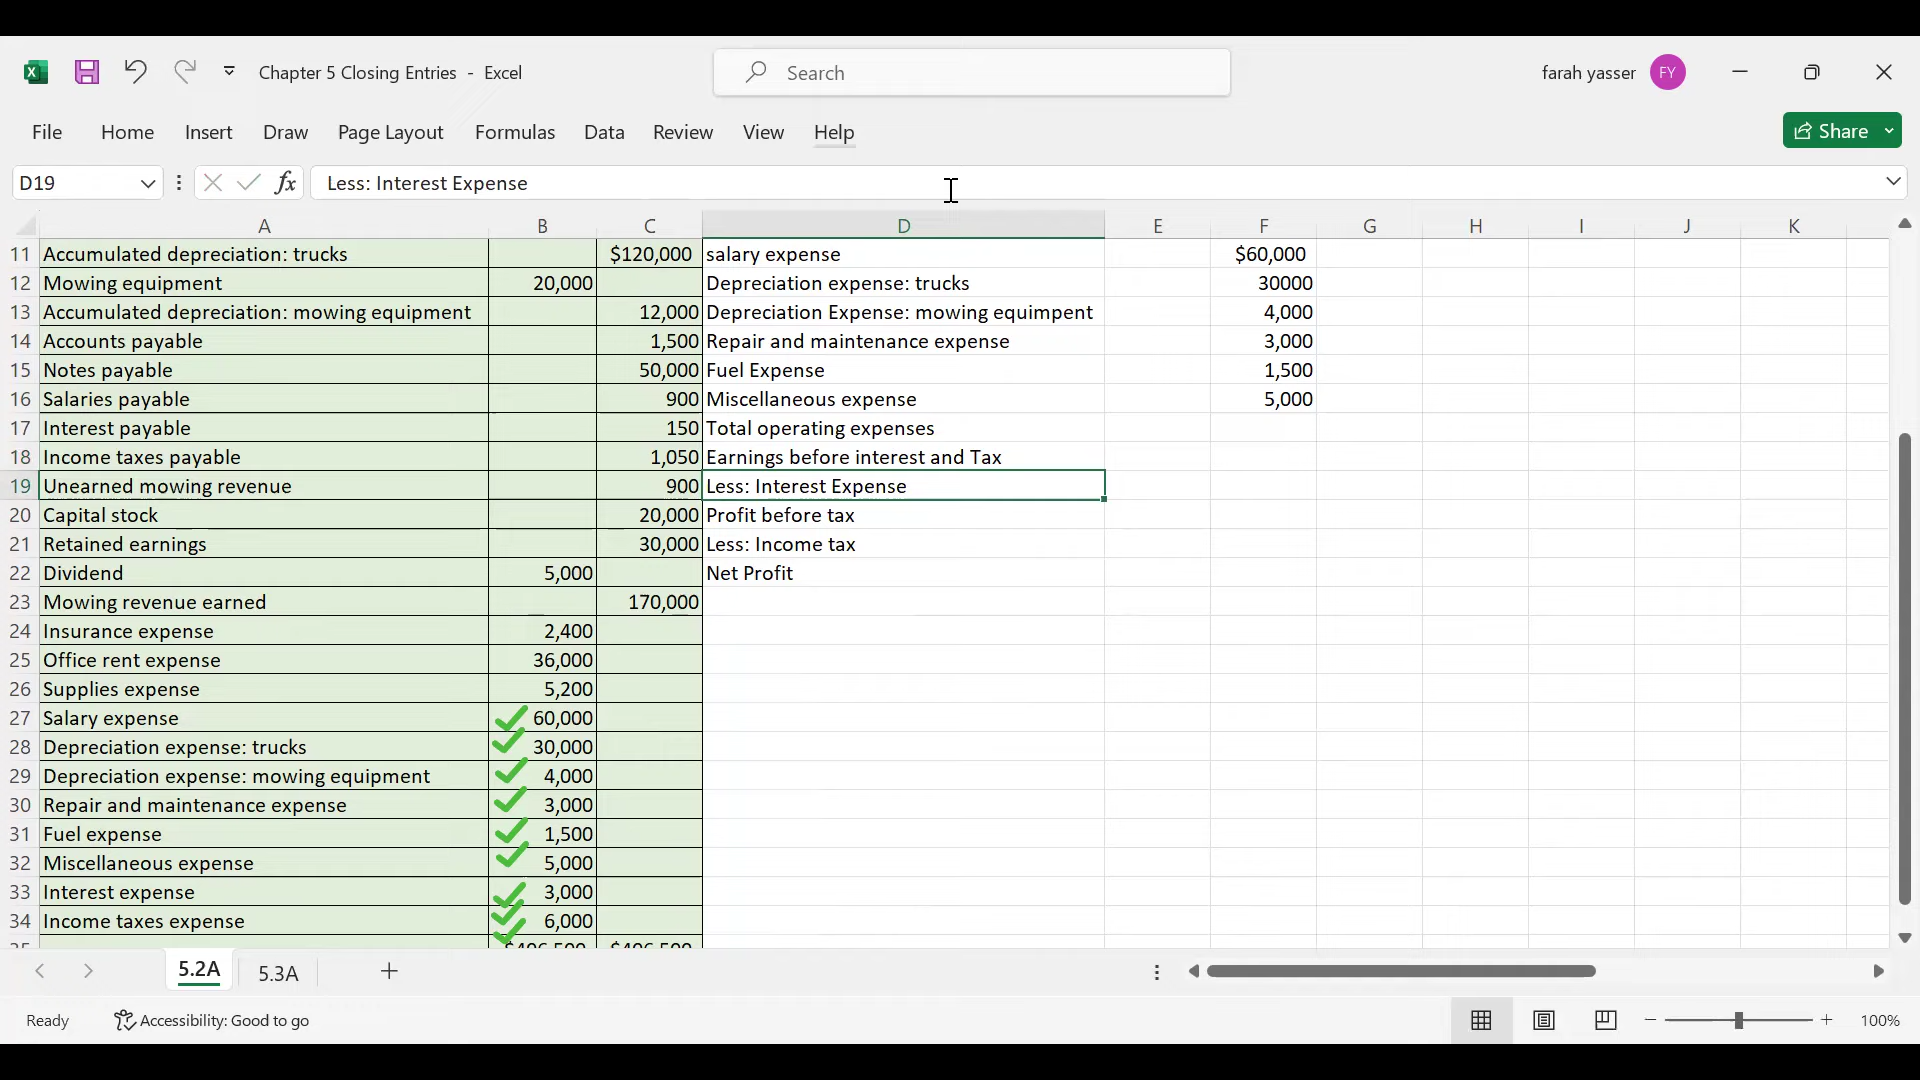 Chapter 5 Closing Entries - Excel
Search
farah yasser FY
File Home Insert Draw Page Layout Formulas Data Review View Help
Share
D19 fx Less: Interest Expense
A B C D E F G H I J K
11 Accumulated depreciation: trucks $120,000 salary expense $60,000
12 Mowing equipment 20,000 Depreciation expense: trucks 30000
13 Accumulated depreciation: mowing equipment 12,000 Depreciation Expense: mowing equimpent 4,000
14 Accounts payable 1,500 Repair and maintenance expense 3,000
15 Notes payable 50,000 Fuel Expense 1,500
16 Salaries payable 900 Miscellaneous expense 5,000
17 Interest payable 150 Total operating expenses
18 Income taxes payable 1,050 Earnings before interest and Tax
19 Unearned mowing revenue 900 Less: Interest Expense
20 Capital stock 20,000 Profit before tax
21 Retained earnings 30,000 Less: Income tax
22 Dividend 5,000 Net Profit
23 Mowing revenue earned 170,000
24 Insurance expense 2,400
25 Office rent expense 36,000
26 Supplies expense 5,200
27 Salary expense 60,000
28 Depreciation expense: trucks 30,000
29 Depreciation expense: mowing equipment 4,000
30 Repair and maintenance expense 3,000
31 Fuel expense 1,500
32 Miscellaneous expense 5,000
33 Interest expense 3,000
34 Income taxes expense 6,000
5.2A 5.3A
Ready Accessibility: Good to go 100%